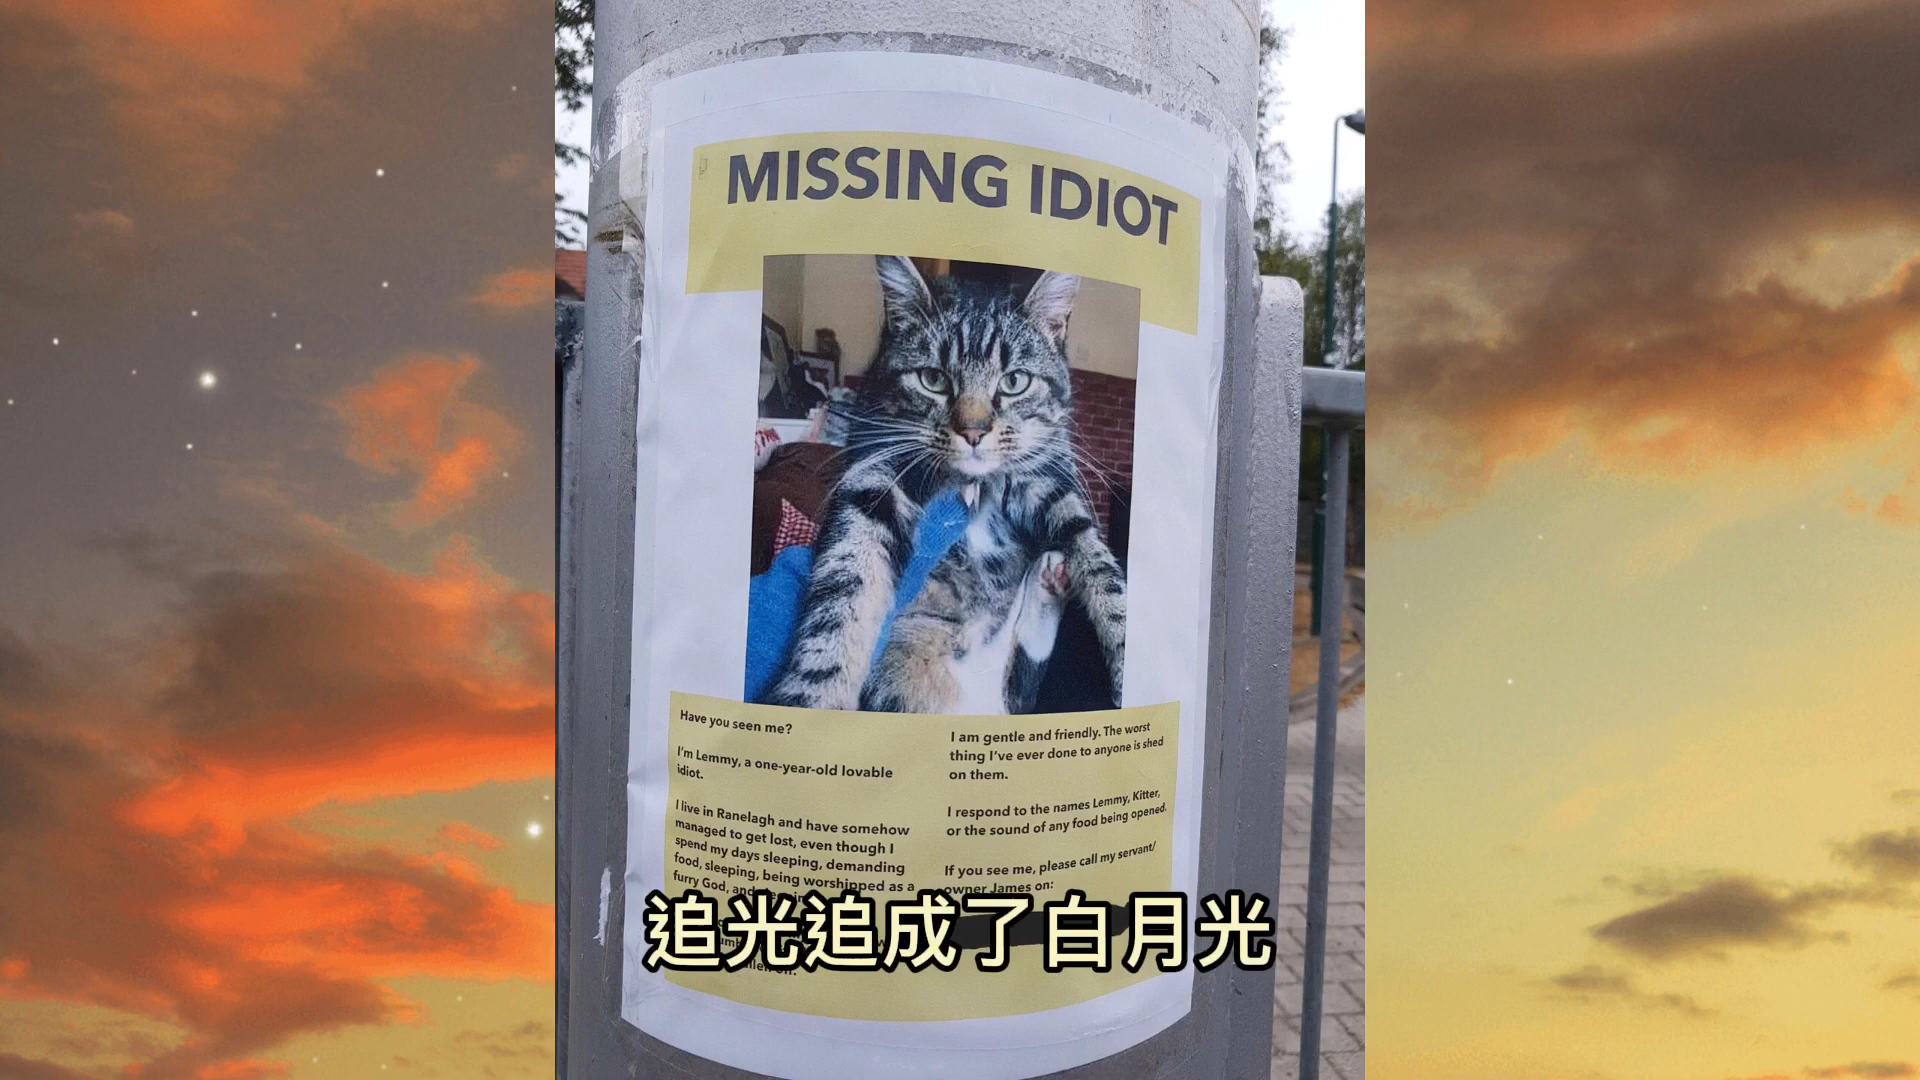 MISSING IDIOT
Have you seen me?
I'm Lemmy, a one-year-old lovable
idiot.
I live in Ranelagh and have somehow
managed to get lost, even though I
spend my days sleeping, demanding
food, sleeping, being worshipped as a
furry God, and
I am gentle and friendly. The worst
thing I've ever done to anyone is shed
on them.
I respond to the names Lemmy, Kitter,
or the sound of any food being opened.
If you see me, please call my servant/
owner James on:
追光追成了白月光